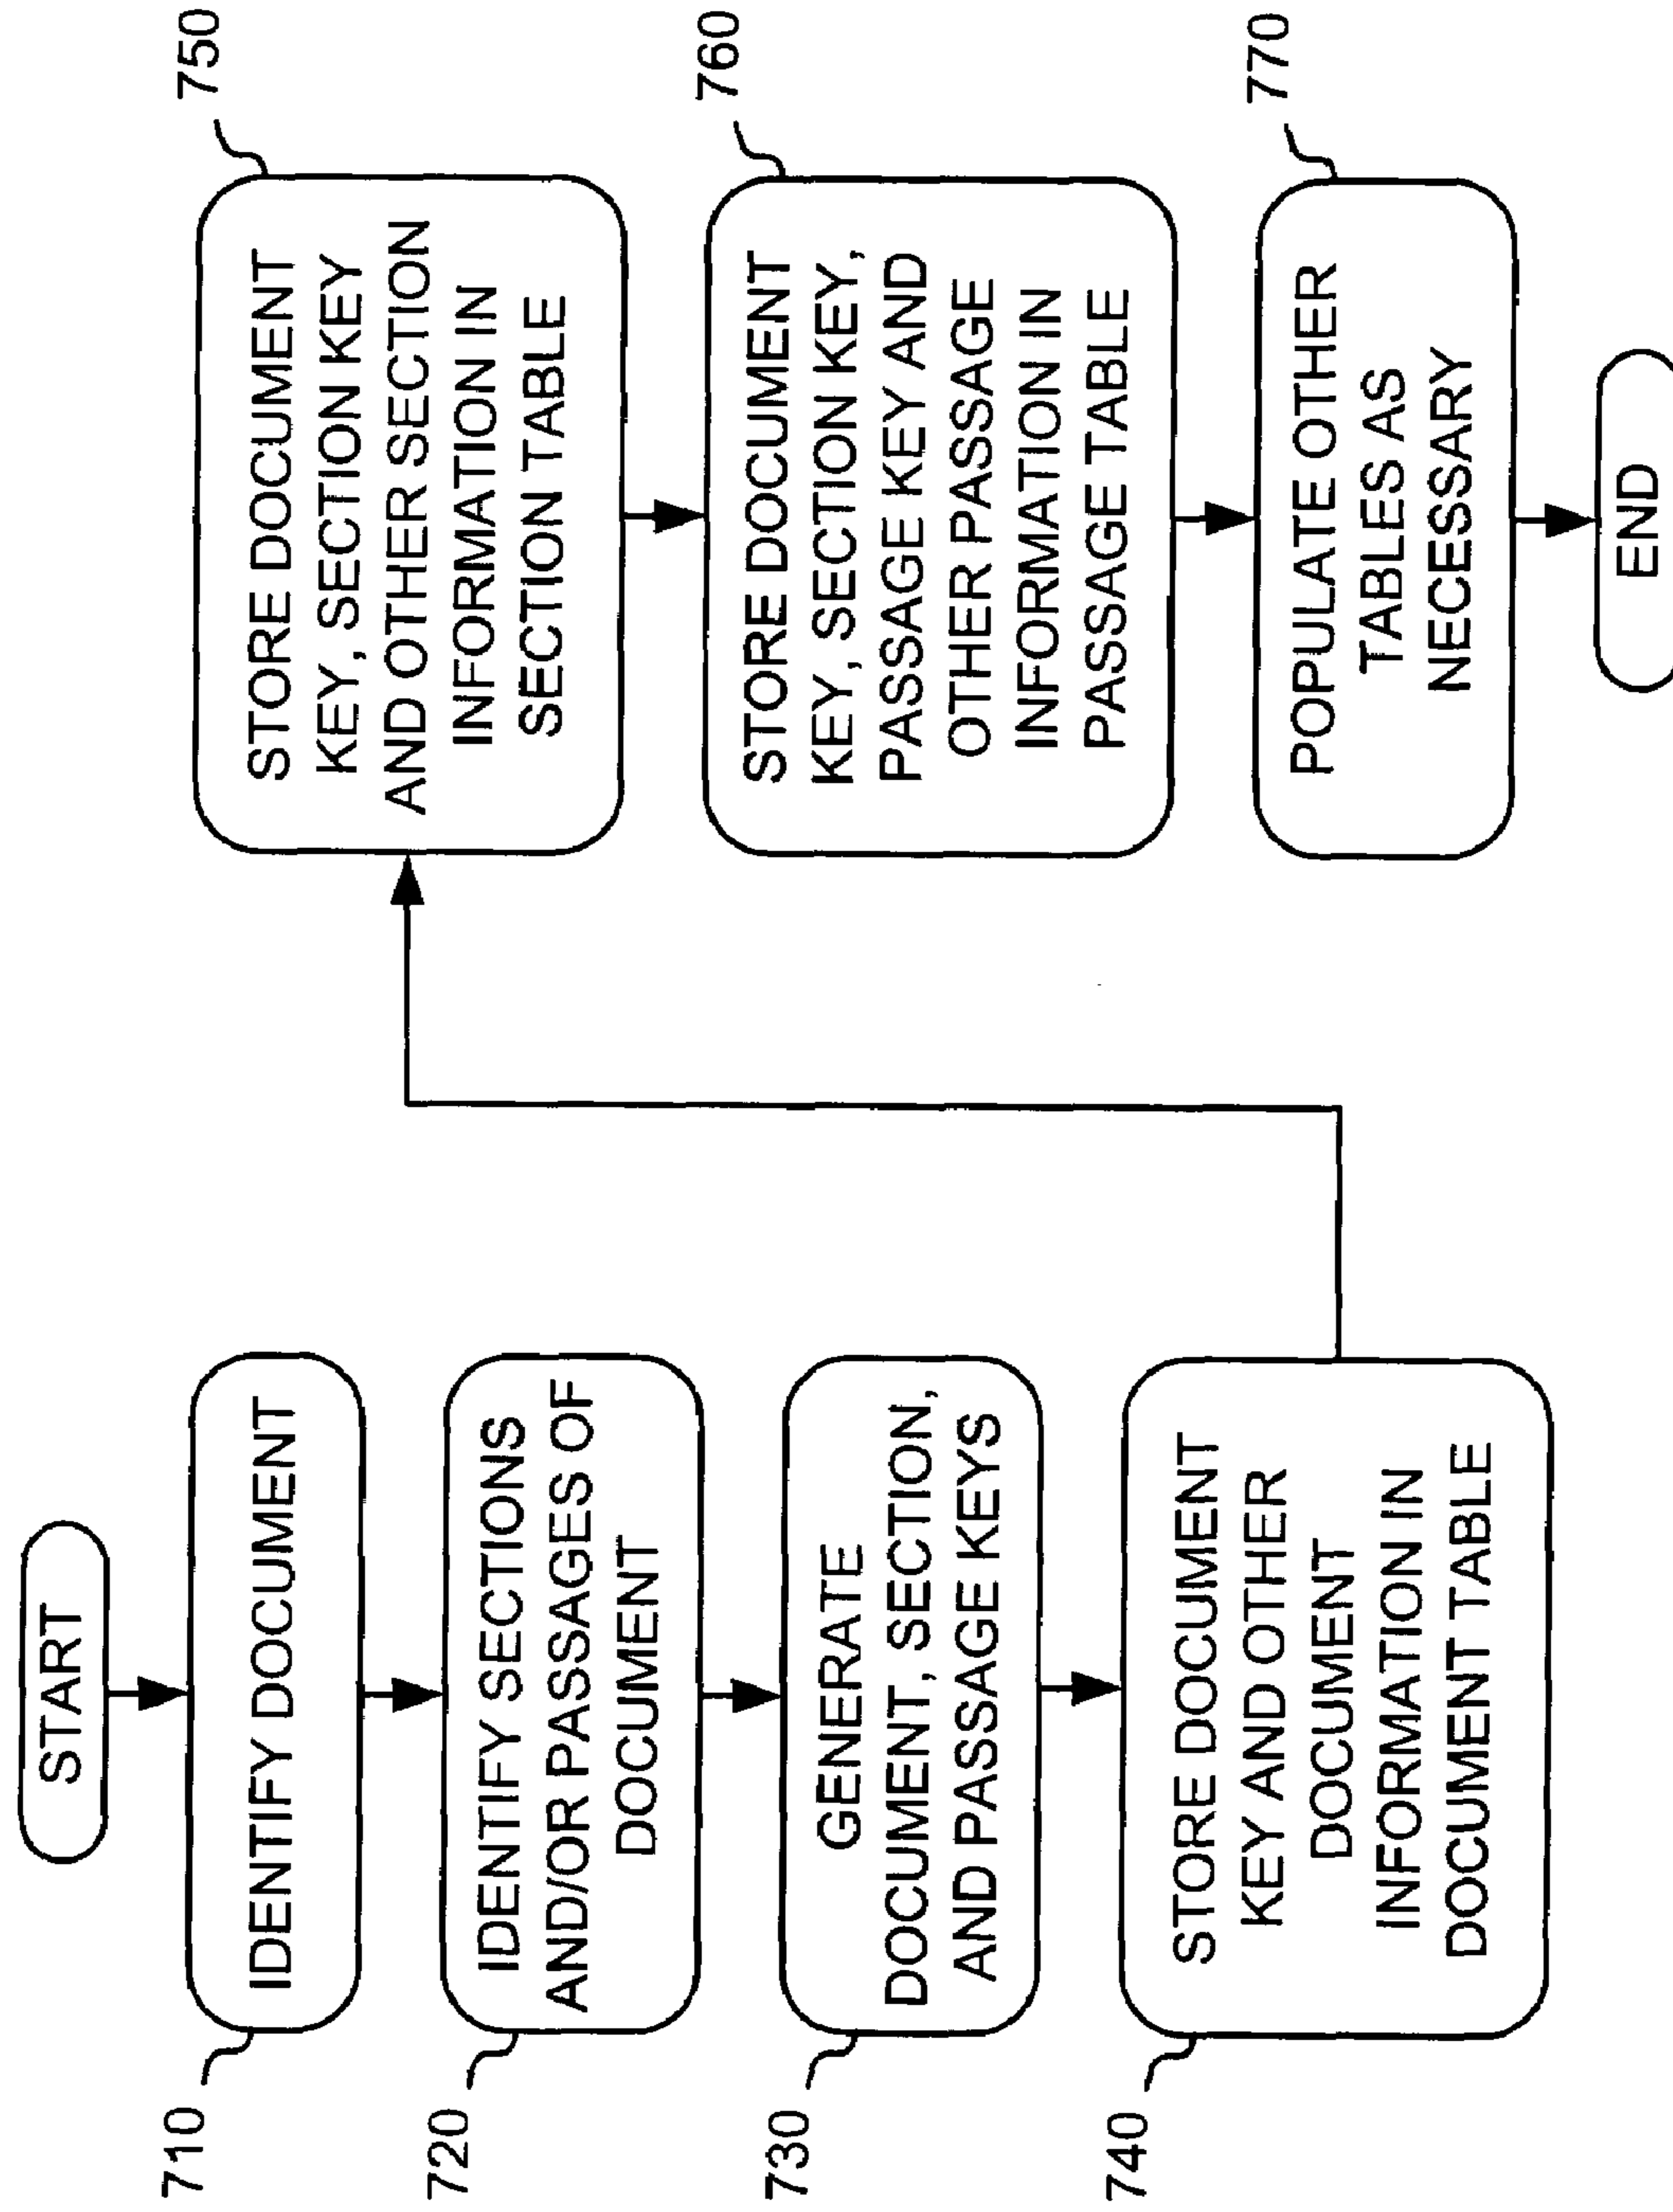 START
710
IDENTIFY DOCUMENT
720
IDENTIFY SECTIONS
AND/OR PASSAGES OF
DOCUMENT
730
GENERATE
DOCUMENT, SECTION,
AND PASSAGE KEYS
740
STORE DOCUMENT
KEY AND OTHER
DOCUMENT
INFORMATION IN
DOCUMENT TABLE
750
STORE DOCUMENT
KEY, SECTION KEY
AND OTHER SECTION
INFORMATION IN
SECTION TABLE
760
STORE DOCUMENT
KEY, SECTION KEY,
PASSAGE KEY AND
OTHER PASSAGE
INFORMATION IN
PASSAGE TABLE
770
POPULATE OTHER
TABLES AS
NECESSARY
END